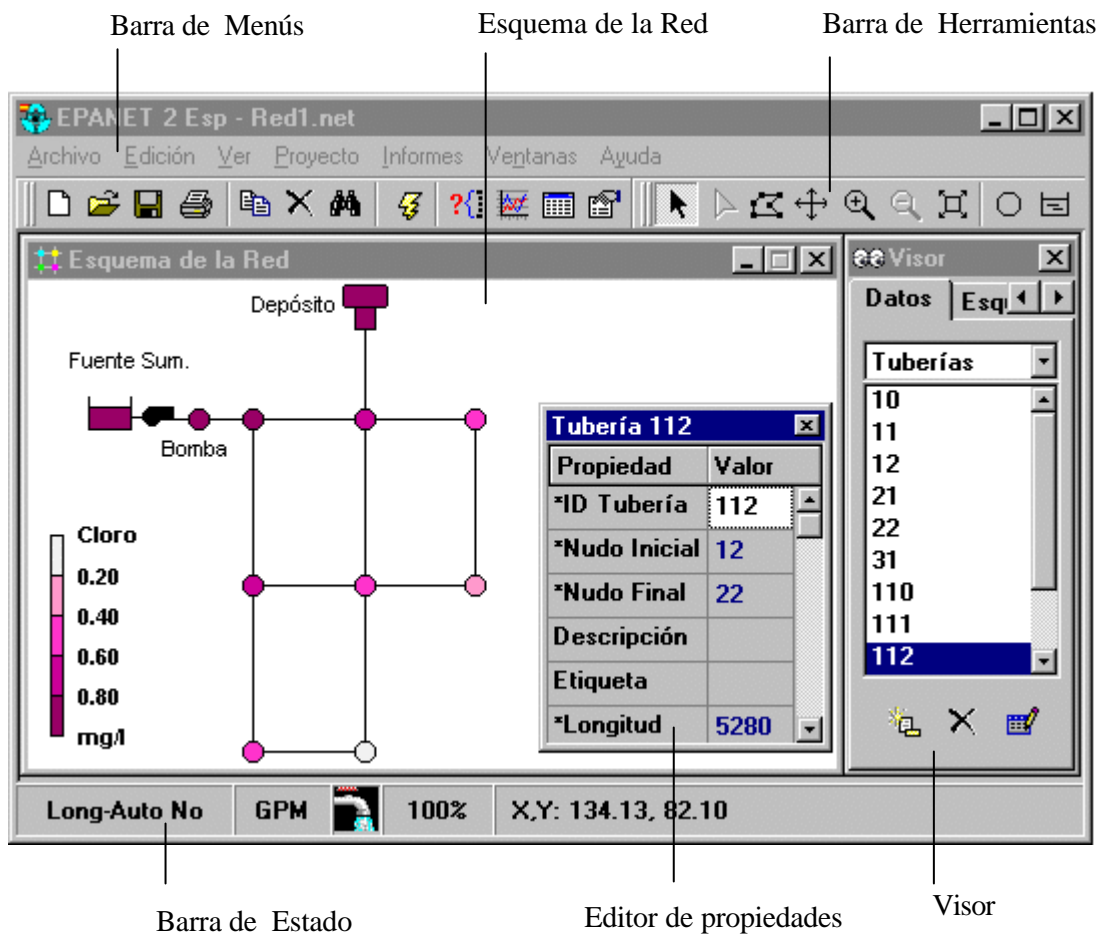 Barra de Menús
Esquema de la Red
Barra de Herramientas
EPANET 2 Esp - Red1.net
Archivo Edición Ver Proyecto Informes Ventanas Ayuda
Esquema de la Red
Visor
Datos Esqu
Depósito
Fuente Sum.
Bomba
Tuberías
10
11
12
21
22
31
110
111
112
Tubería 112
Propiedad Valor
*ID Tubería 112
*Nudo Inicial 12
*Nudo Final 22
Descripción
Etiqueta
*Longitud 5280
Cloro
0.20
0.40
0.60
0.80
mg/l
Long-Auto No GPM 100% X,Y: 134.13, 82.10
Barra de Estado
Editor de propiedades
Visor